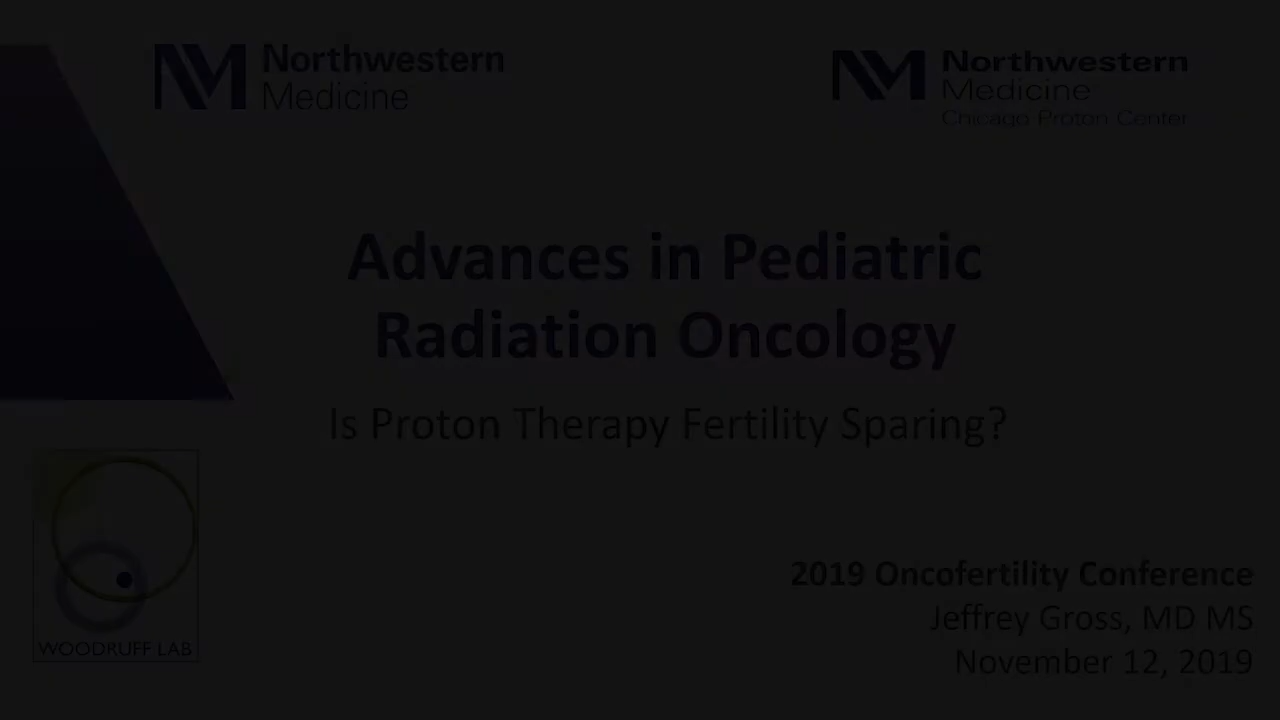 Northwestern
Medicine
Northwestern
Medicine
Chicago Proton Center
Advances in Pediatric
Radiation Oncology
Is Proton Therapy Fertility Sparing?
WOODRUFF LAB
2019 Oncofertility Conference
Jeffrey Gross, MD MS
November 12, 2019